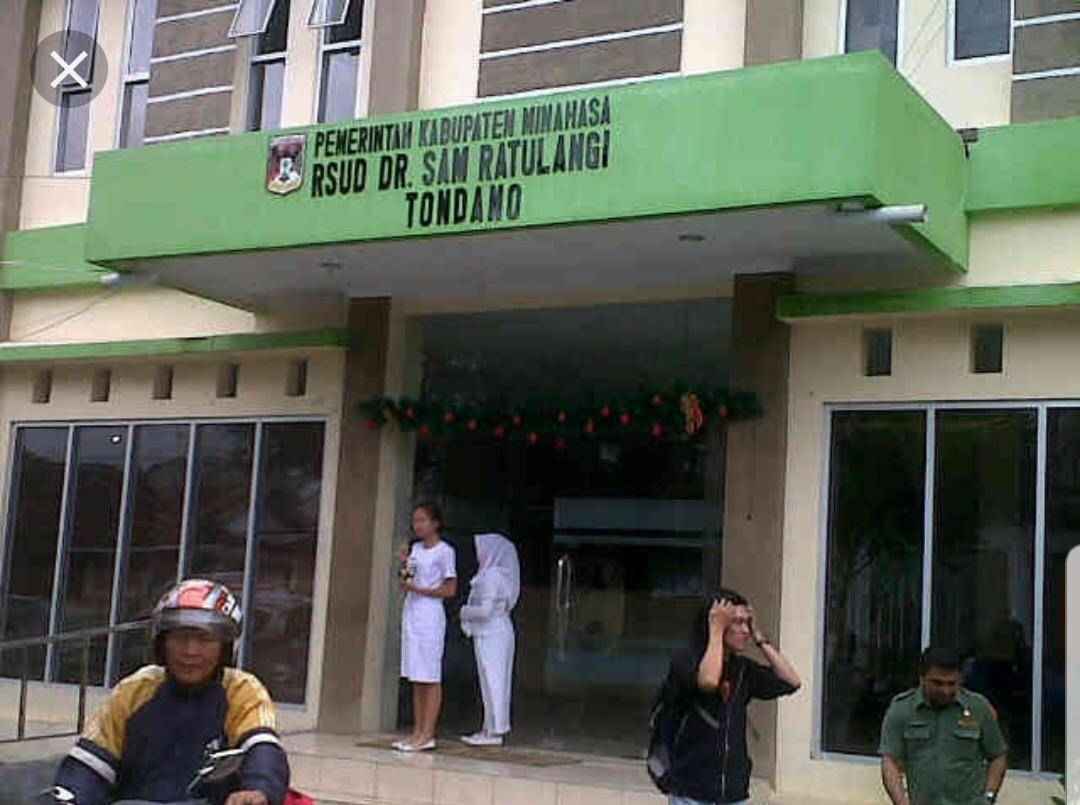 PEMERINTAH KABUPATEN MINAHASA
RSUD DR. SAM RATULANGI
TONDANO